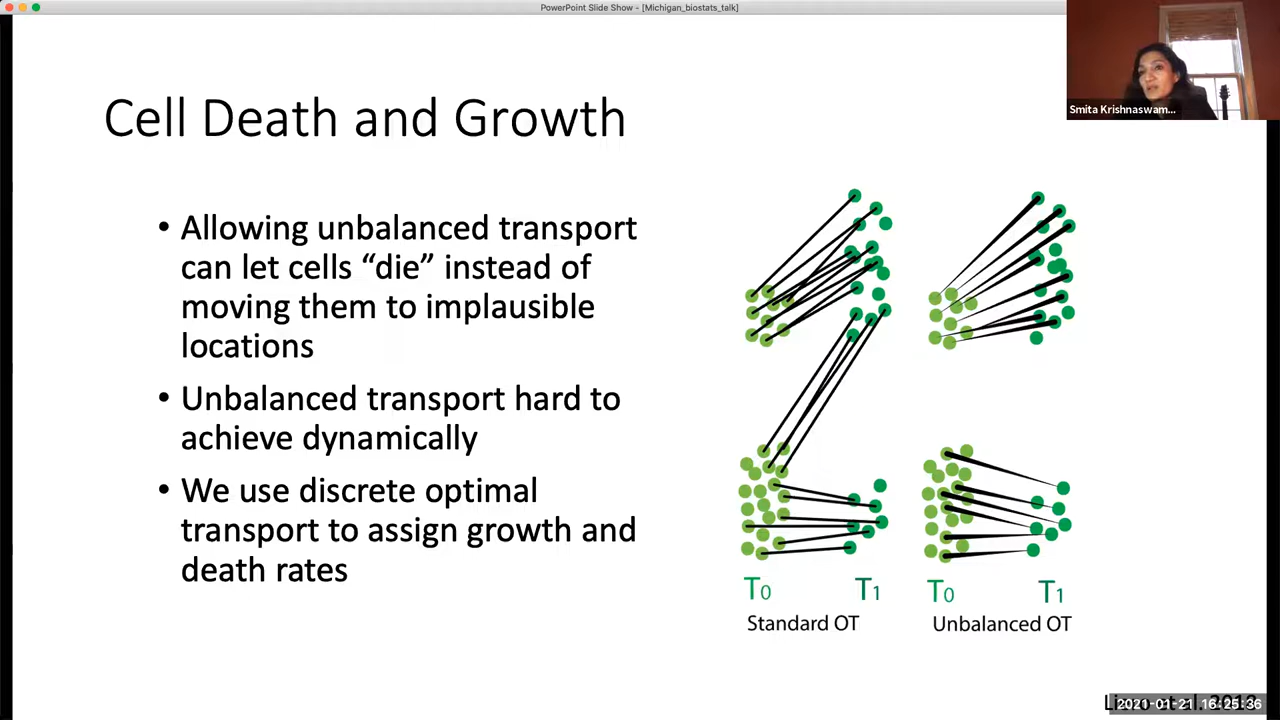 PowerPoint Slide Show - [Michigan_biostats_talk]
Smita Krishnaswam...
Cell Death and Growth
• Allowing unbalanced transport
can let cells “die” instead of
moving them to implausible
locations
• Unbalanced transport hard to
achieve dynamically
• We use discrete optimal
transport to assign growth and
death rates
T0 T1 T0 T1
Standard OT Unbalanced OT
2021-01-21 16:25:36